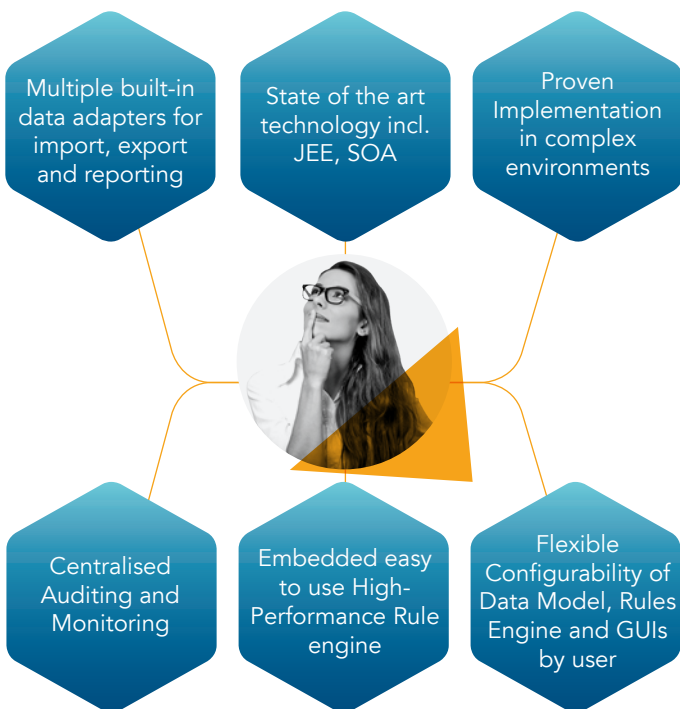 Multiple built-in
data adapters for
import, export
and reporting
State of the art
technology incl.
JEE, SOA
Proven
Implementation
in complex
environments
Centralised
Auditing and
Monitoring
Embedded easy
to use High-
Performance Rule
engine
Flexible
Configurability of
Data Model, Rules
Engine and GUIs
by user